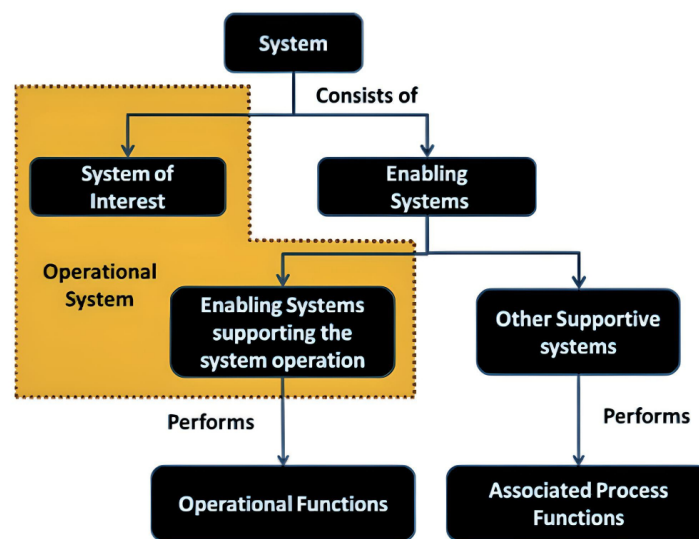 System
Consists of
System of
Interest
Enabling
Systems
Operational
System
Enabling Systems
supporting the
system operation
Other Supportive
systems
Performs
Performs
Operational Functions
Associated Process
Functions